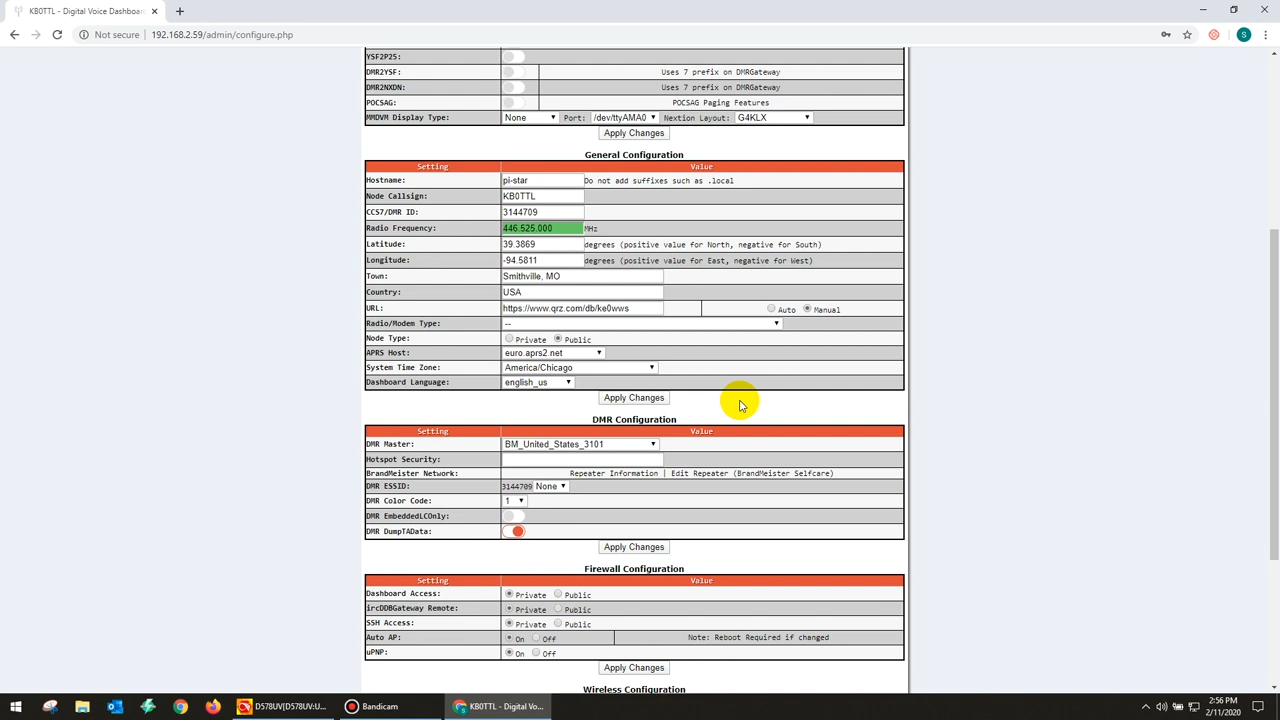 KB0TTL - Digital Voice Dashboard
Not secure | 192.168.2.59/admin/configure.php
S
YSF2P25:
DMR2YSF: Uses 7 prefix on DMRGateway
DMR2NXDN: Uses 7 prefix on DMRGateway
POCSAG: POCSAG Paging Features
MMDVM Display Type: None Port: /dev/ttyAMA0 Nextion Layout: G4KLX
Apply Changes
General Configuration
Setting Value
Hostname: pi-star Do not add suffixes such as .local
Node Callsign: KB0TTL
CCS7/DMR ID: 3144709
Radio Frequency: 446.525.000 MHz
Latitude: 39.3869 degrees (positive value for North, negative for South)
Longitude: -94.5811 degrees (positive value for East, negative for West)
Town: Smithville, MO
Country: USA
URL: https://www.qrz.com/db/ke0wws Auto Manual
Radio/Modem Type: --
Node Type: Private Public
APRS Host: euro.aprs2.net
System Time Zone: America/Chicago
Dashboard Language: english_us
Apply Changes
DMR Configuration
Setting Value
DMR Master: BM_United_States_3101
Hotspot Security:
BrandMeister Network: Repeater Information | Edit Repeater (BrandMeister Selfcare)
DMR ESSID: 3144709 None
DMR Color Code: 1
DMR EmbeddedLCOnly:
DMR DumpTAData:
Apply Changes
Firewall Configuration
Setting Value
Dashboard Access: Private Public
ircDDBGateway Remote: Private Public
SSH Access: Private Public
Auto AP: On Off Note: Reboot Required if changed
uPNP: On Off
Apply Changes
Wireless Configuration
D578UV[D578UV:U... Bandicam KB0TTL - Digital Voi...
2:56 PM
2/11/2020